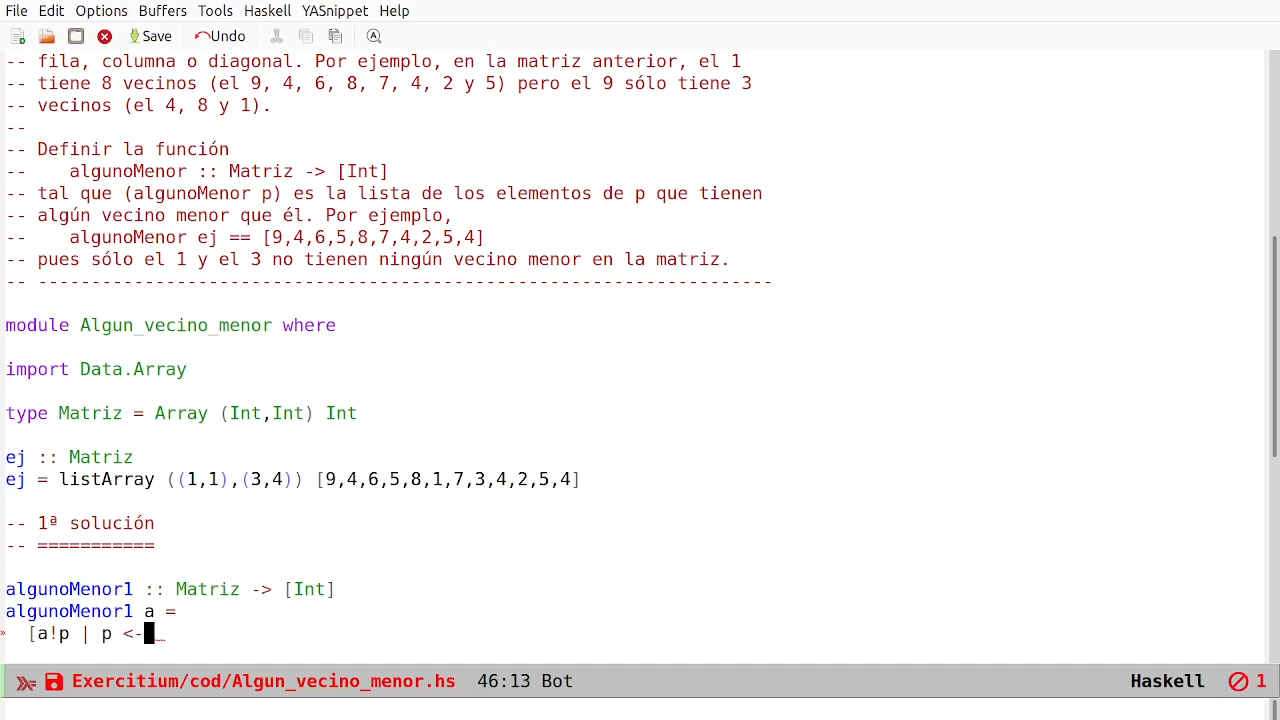 File Edit Options Buffers Tools Haskell YASnippet Help
Save Undo
-- fila, columna o diagonal. Por ejemplo, en la matriz anterior, el 1
-- tiene 8 vecinos (el 9, 4, 6, 8, 7, 4, 2 y 5) pero el 9 sólo tiene 3
-- vecinos (el 4, 8 y 1).
--
-- Definir la función
--    algunoMenor :: Matriz -> [Int]
-- tal que (algunoMenor p) es la lista de los elementos de p que tienen
-- algún vecino menor que él. Por ejemplo,
--    algunoMenor ej == [9,4,6,5,8,7,4,2,5,4]
-- pues sólo el 1 y el 3 no tienen ningún vecino menor en la matriz.
-- ---------------------------------------------------------------------
module Algun_vecino_menor where
import Data.Array
type Matriz = Array (Int,Int) Int
ej :: Matriz
ej = listArray ((1,1),(3,4)) [9,4,6,5,8,1,7,3,4,2,5,4]
-- 1ª solución
-- ===========
algunoMenor1 :: Matriz -> [Int]
algunoMenor1 a =
  [a!p | p <-
Exercitium/cod/Algun_vecino_menor.hs 46:13 Bot Haskell 1